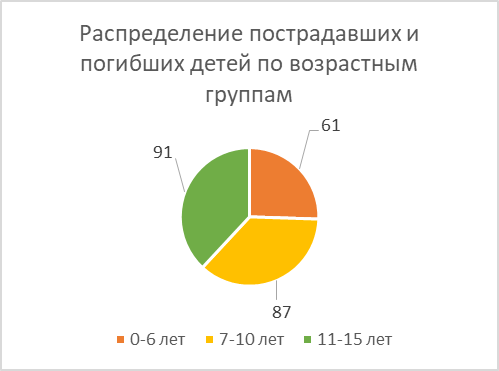 Распределение пострадавших и
погибших детей по возрастным
группам
61
91
87
0-6 лет 7-10 лет 11-15 лет